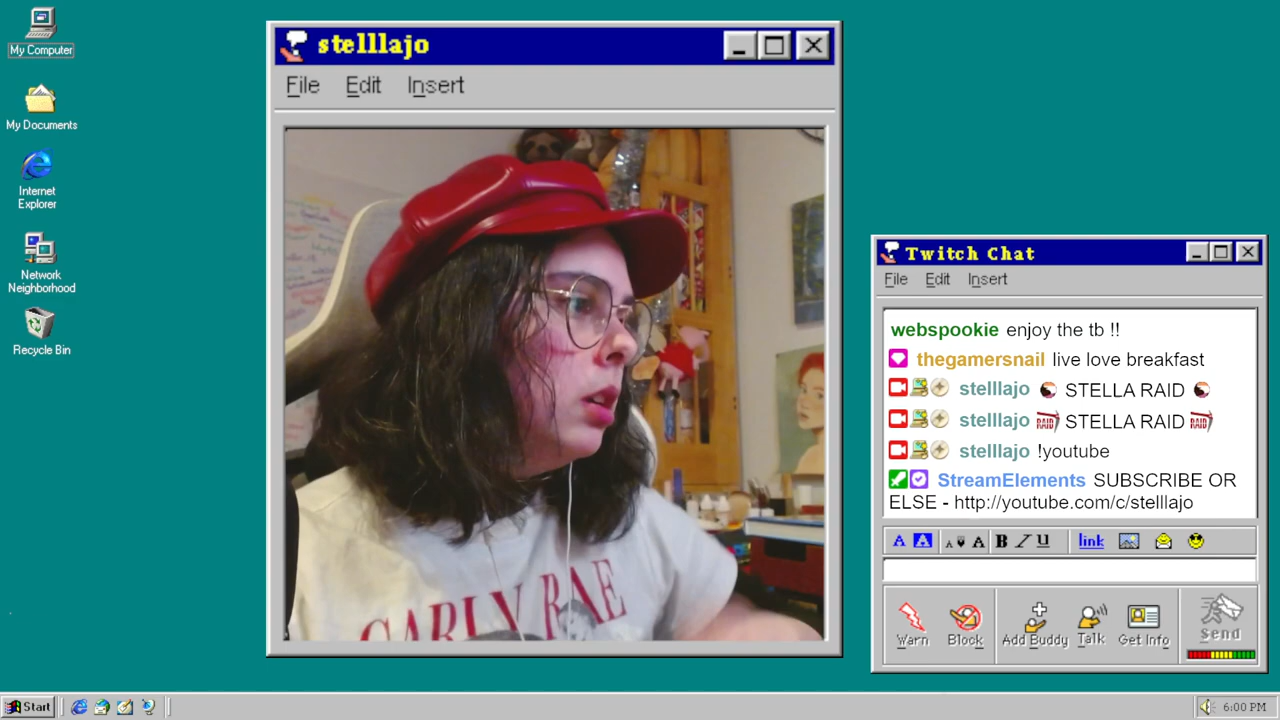 My Computer
My Documents
Internet
Explorer
Network
Neighborhood
Recycle Bin
stelllajo
File Edit Insert
CARLY RAE
Twitch Chat
File Edit Insert
webspookie enjoy the tb !!
thegamersnail live love breakfast
stelllajo STELLA RAID
stelllajo RAID STELLA RAID RAID
stelllajo !youtube
StreamElements SUBSCRIBE OR
ELSE - http://youtube.com/c/stelllajo
A A A A B I U link
Warn Block Add Buddy Talk Get Info Send
Start
6:00 PM